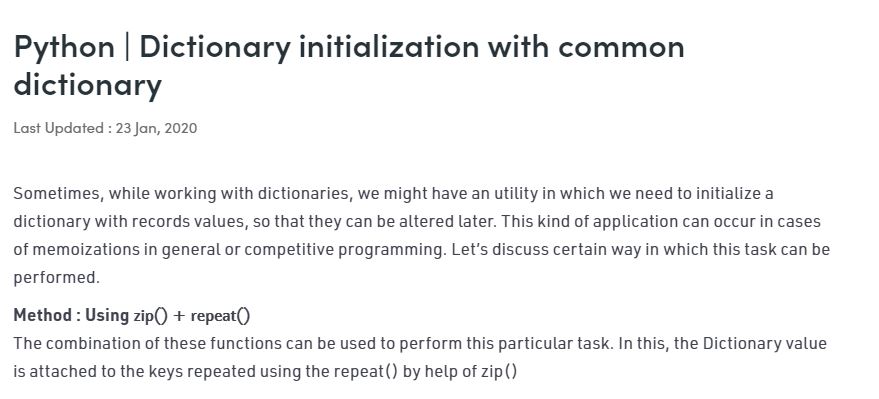 Python | Dictionary initialization with common
dictionary
Last Updated : 23 Jan, 2020
Sometimes, while working with dictionaries, we might have an utility in which we need to initialize a
dictionary with records values, so that they can be altered later. This kind of application can occur in cases
of memoizations in general or competitive programming. Let’s discuss certain way in which this task can be
performed.
Method : Using zip() + repeat()
The combination of these functions can be used to perform this particular task. In this, the Dictionary value
is attached to the keys repeated using the repeat() by help of zip()